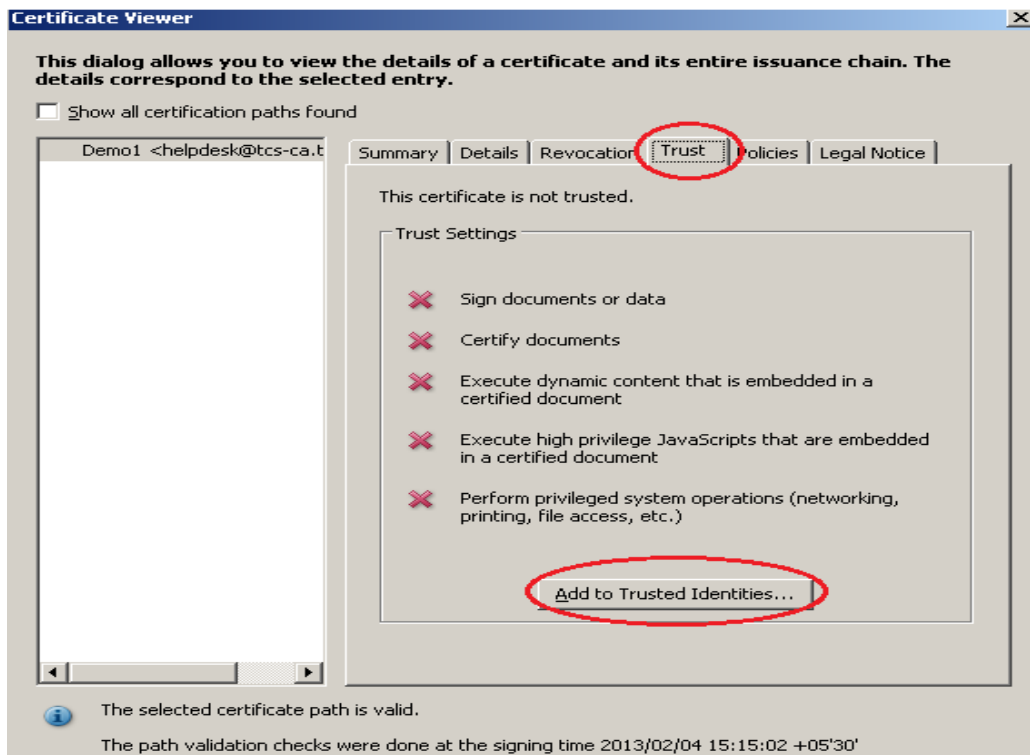 Certificate Viewer
This dialog allows you to view the details of a certificate and its entire issuance chain. The
details correspond to the selected entry.
Show all certification paths found
Demo1 <helpdesk@tcs-ca.t
Summary Details Revocation Trust Policies Legal Notice
This certificate is not trusted.
Trust Settings
Sign documents or data
Certify documents
Execute dynamic content that is embedded in a
certified document
Execute high privilege JavaScripts that are embedded
in a certified document
Perform privileged system operations (networking,
printing, file access, etc.)
Add to Trusted Identities...
The selected certificate path is valid.
The path validation checks were done at the signing time 2013/02/04 15:15:02 +05'30'